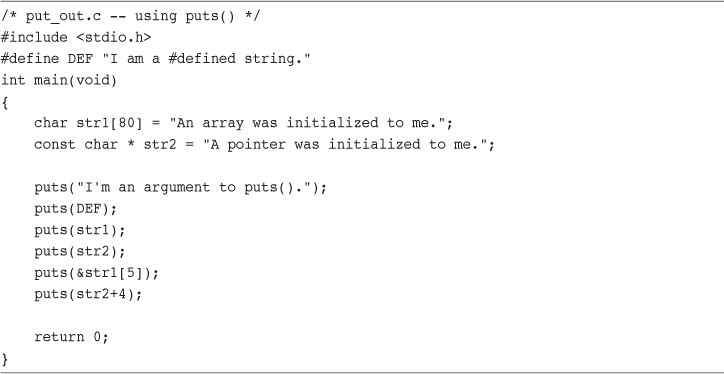 /* put_out.c -- using puts() */
#include <stdio.h>
#define DEF "I am a #defined string."
int main(void)
{
    char str1[80] = "An array was initialized to me.";
    const char * str2 = "A pointer was initialized to me.";

    puts("I'm an argument to puts().");
    puts(DEF);
    puts(str1);
    puts(str2);
    puts(&str1[5]);
    puts(str2+4);

    return 0;
}